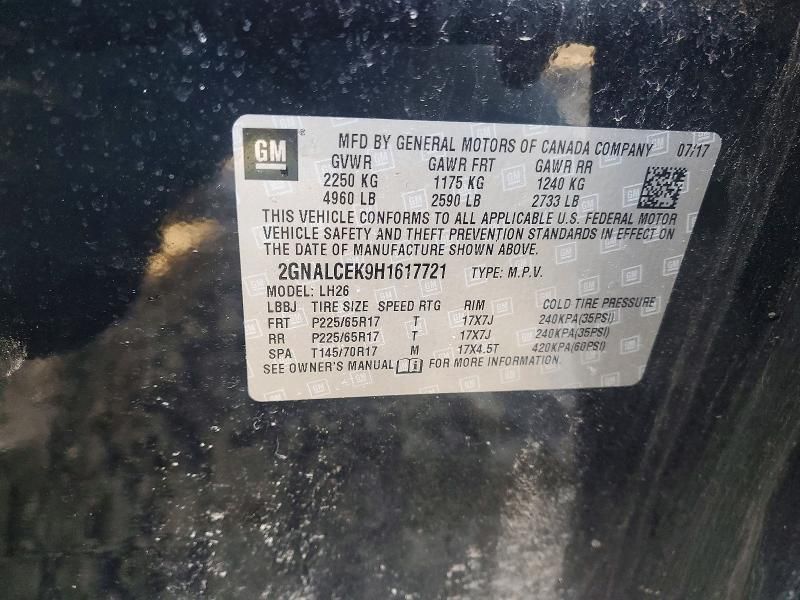 GM ® MFD BY GENERAL MOTORS OF CANADA COMPANY 07/17
GVWR GAWR FRT GAWR RR
2250 KG 1175 KG 1240 KG
4960 LB 2590 LB 2733 LB
THIS VEHICLE CONFORMS TO ALL APPLICABLE U.S. FEDERAL MOTOR
VEHICLE SAFETY AND THEFT PREVENTION STANDARDS IN EFFECT ON
THE DATE OF MANUFACTURE SHOWN ABOVE.
2GNALCEK9H1617721 TYPE: M.P.V.
MODEL: LH26
LBBJ TIRE SIZE SPEED RTG RIM COLD TIRE PRESSURE
FRT P225/65R17 T 17X7J 240KPA(35PSI)
RR P225/65R17 T 17X7J 240KPA(35PSI)
SPA T145/70R17 M 17X4.5T 420KPA(60PSI)
SEE OWNER'S MANUAL FOR MORE INFORMATION.